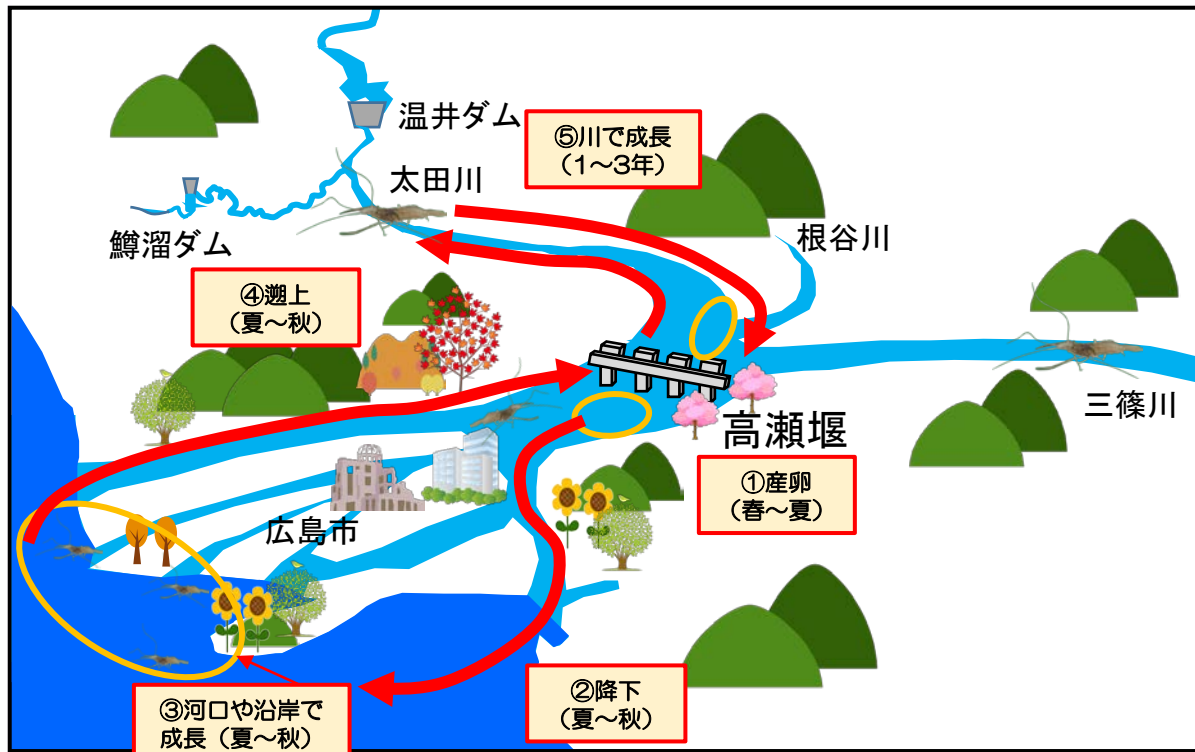 温井ダム
⑤川で成長
（1～3年）
太田川
鱒溜ダム
根谷川
④遡上
（夏～秋）
三篠川
高瀬堰
①産卵
（春～夏）
広島市
②降下
（夏～秋）
③河口や沿岸で
成長（夏～秋）